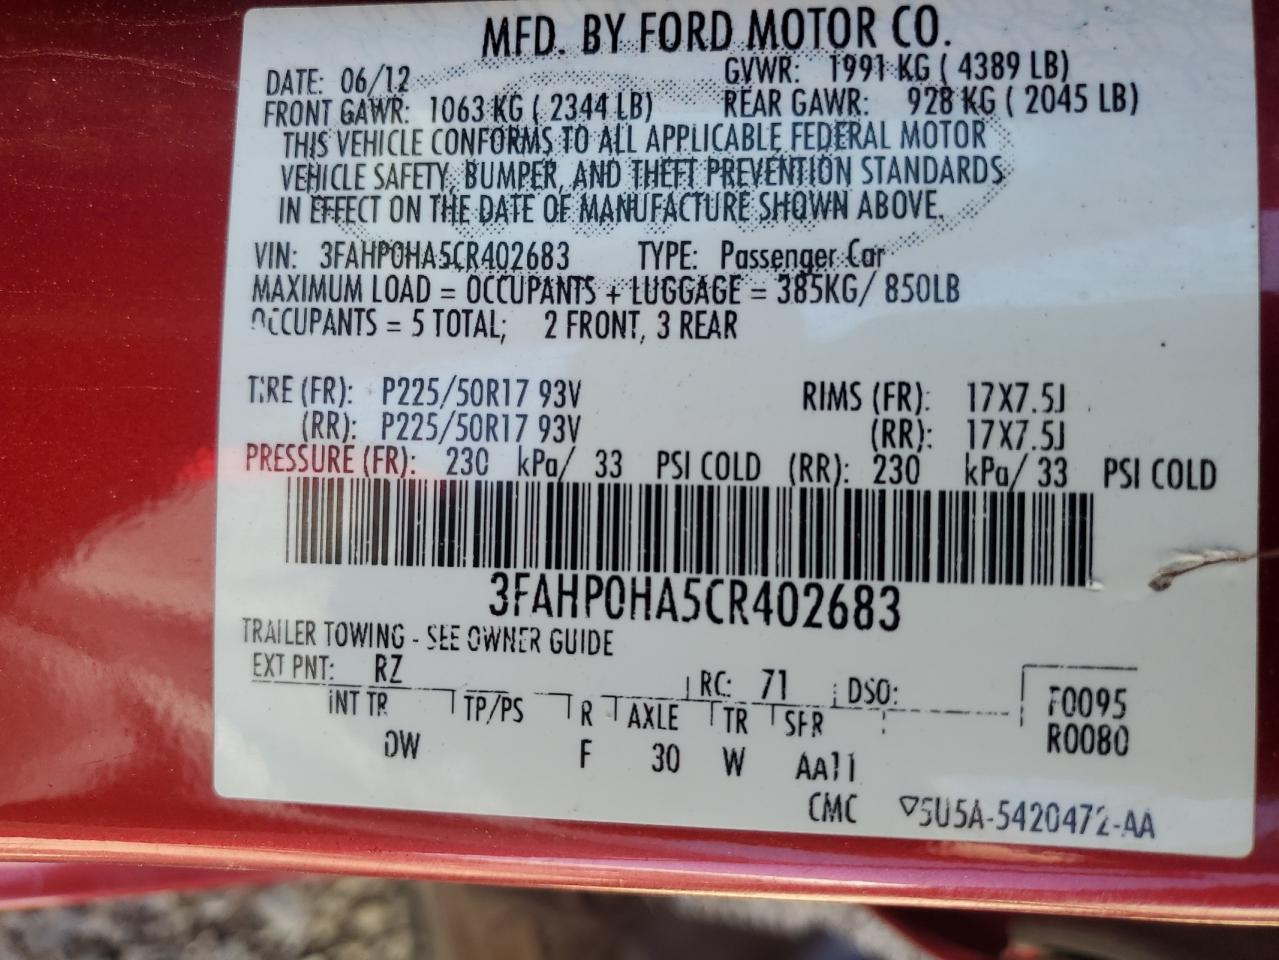 MFD. BY FORD MOTOR CO.
DATE: 06/12 GVWR: 1991 KG ( 4389 LB)
FRONT GAWR: 1063 KG ( 2344 LB) REAR GAWR: 928 KG ( 2045 LB)
THIS VEHICLE CONFORMS TO ALL APPLICABLE FEDERAL MOTOR
VEHICLE SAFETY, BUMPER, AND THEFT PREVENTION STANDARDS
IN EFFECT ON THE DATE OF MANUFACTURE SHOWN ABOVE.
VIN: 3FAHP0HA5CR402683 TYPE: Passenger Car
MAXIMUM LOAD = OCCUPANTS + LUGGAGE = 385KG/ 850LB
OCCUPANTS = 5 TOTAL; 2 FRONT, 3 REAR
TIRE (FR): P225/50R17 93V RIMS (FR): 17X7.5J
(RR): P225/50R17 93V (RR): 17X7.5J
PRESSURE (FR): 230 kPa/ 33 PSI COLD (RR): 230 kPa/ 33 PSI COLD
3FAHP0HA5CR402683
TRAILER TOWING - SEE OWNER GUIDE
EXT PNT: RZ RC: 71 DSO:
INT TR TP/PS R AXLE TR SPR F0095
DW F 30 W AA11 R0080
CMC ▽5U5A-5420472-AA